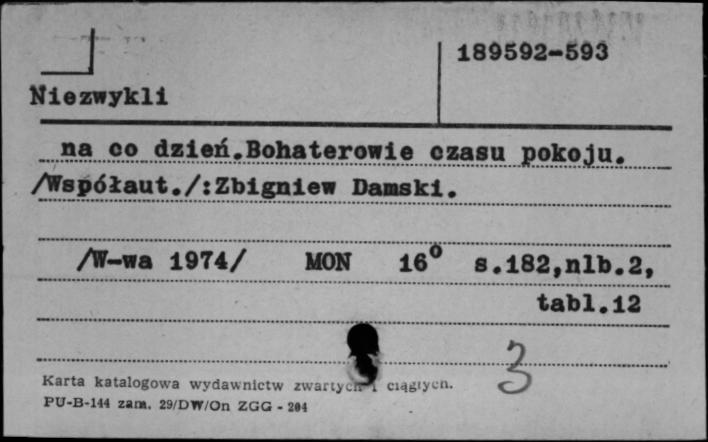 189592-593
Niezwykli
na co dzień.Bohaterowie czasu pokoju.
/Współaut./:Zbigniew Damski.
/W-wa 1974/ MON 16⁰ s.182,nlb.2,
tabl.12
3
Karta katalogowa wydawnictw zwartych i ciągłych.
PU-B-144 zam. 29/DW/On ZGG - 204